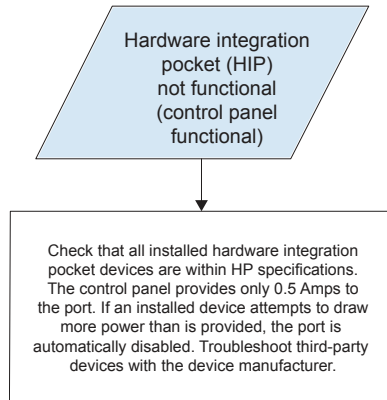 Hardware integration
pocket (HIP)
not functional
(control panel
functional)
Check that all installed hardware integration
pocket devices are within HP specifications.
The control panel provides only 0.5 Amps to
the port. If an installed device attempts to draw
more power than is provided, the port is
automatically disabled. Troubleshoot third-party
devices with the device manufacturer.